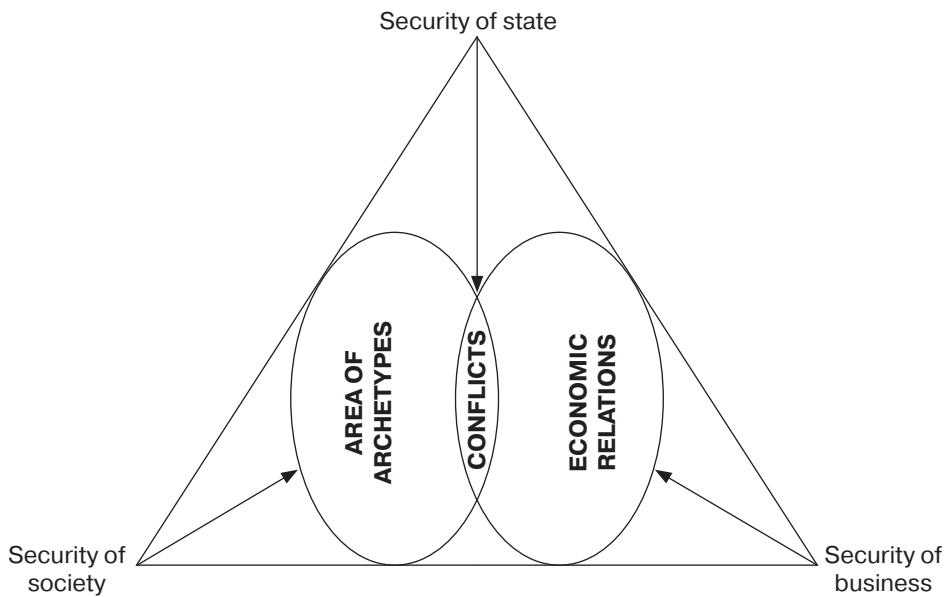 Security of state
AREA OF
ARCHETYPES
CONFLICTS
ECONOMIC
RELATIONS
Security of
society
Security of
business